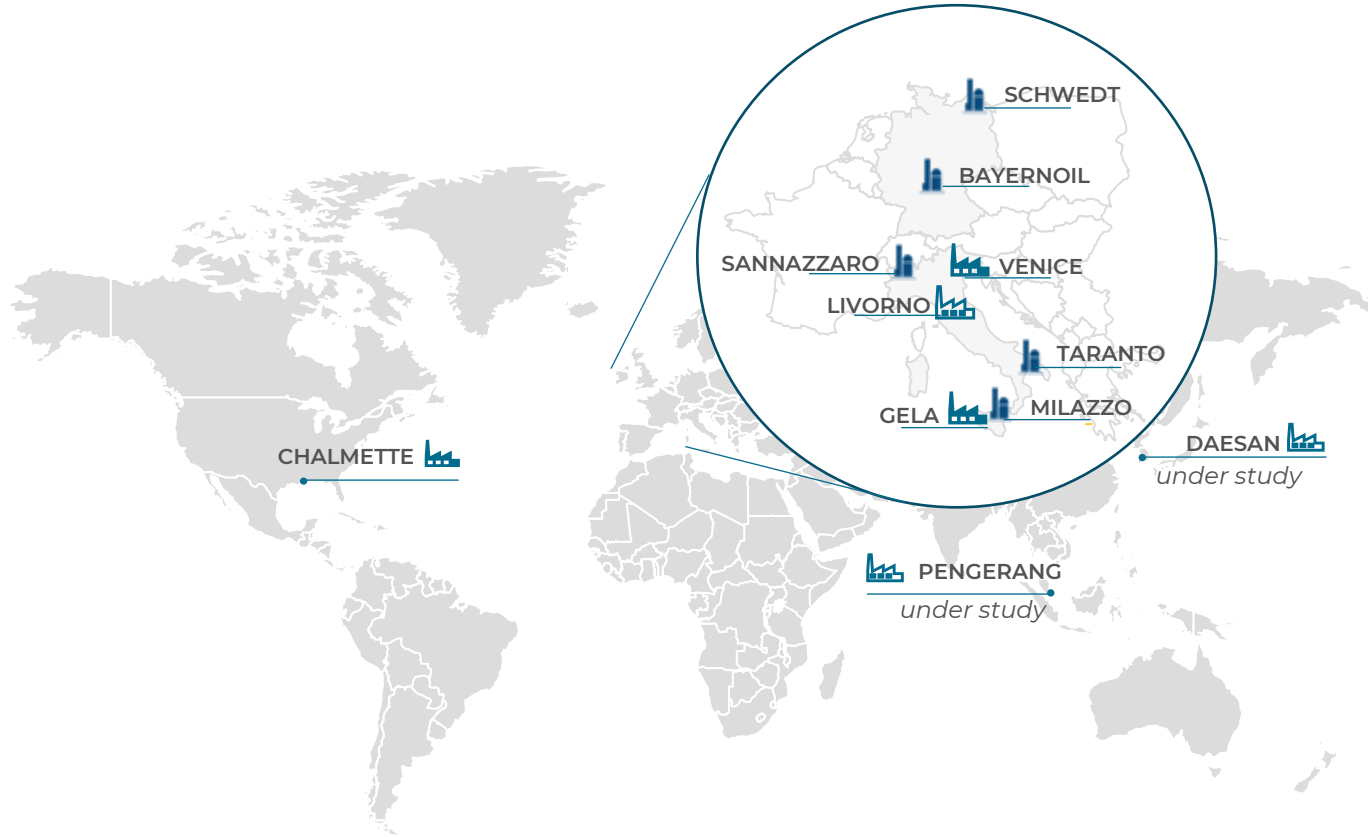 SCHWEDT
BAYERNOIL
SANNAZZARO
VENICE
LIVORNO
TARANTO
GELA
MILAZZO
CHALMETTE
DAESAN
under study
PENGERANG
under study